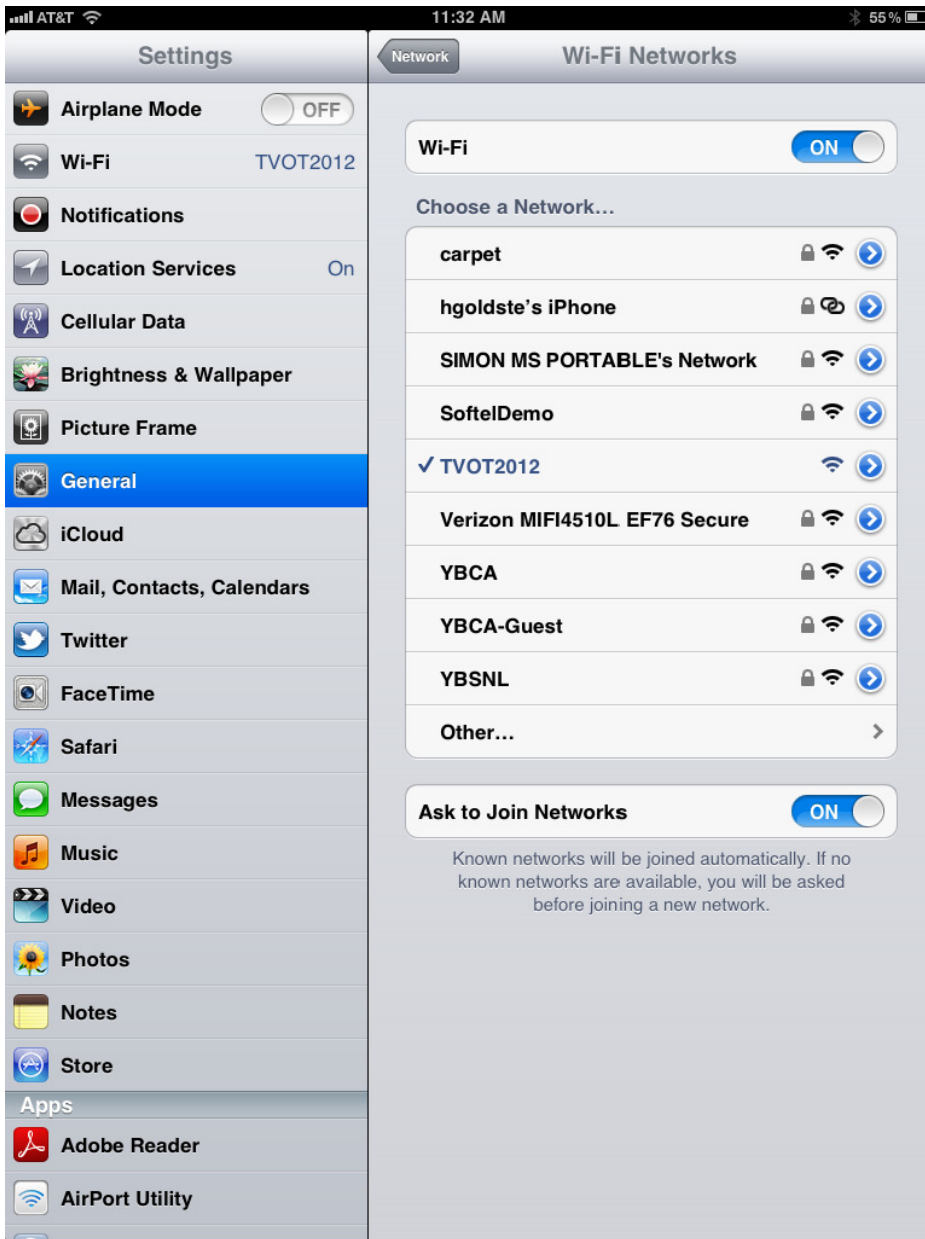 AT&T
11:32 AM
55%
Settings
Airplane Mode OFF
Wi-Fi TVOT2012
Notifications
Location Services On
Cellular Data
Brightness & Wallpaper
Picture Frame
General
iCloud
Mail, Contacts, Calendars
Twitter
FaceTime
Safari
Messages
Music
Video
Photos
Notes
Store
Apps
Adobe Reader
AirPort Utility
Network
Wi-Fi Networks
Wi-Fi ON
Choose a Network...
carpet
hgoldste's iPhone
SIMON MS PORTABLE's Network
SoftelDemo
✓ TVOT2012
Verizon MIFI4510L EF76 Secure
YBCA
YBCA-Guest
YBSNL
Other...
Ask to Join Networks ON
Known networks will be joined automatically. If no
known networks are available, you will be asked
before joining a new network.